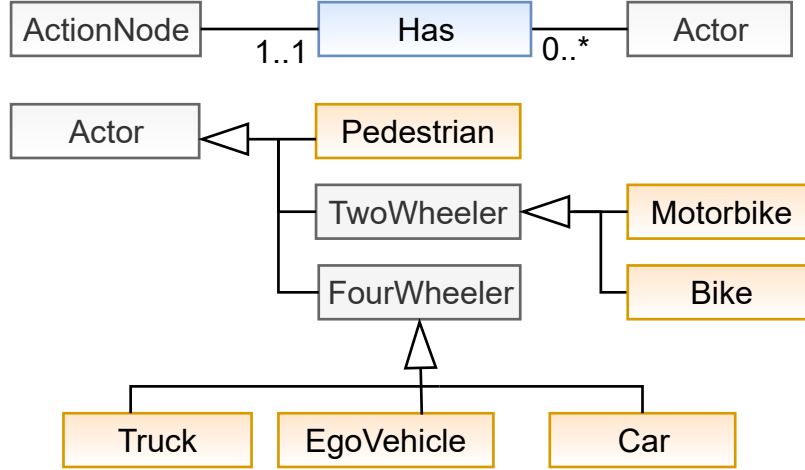 ActionNode
1..1
Has
0..*
Actor
Actor
Pedestrian
TwoWheeler
Motorbike
FourWheeler
Bike
Truck
EgoVehicle
Car